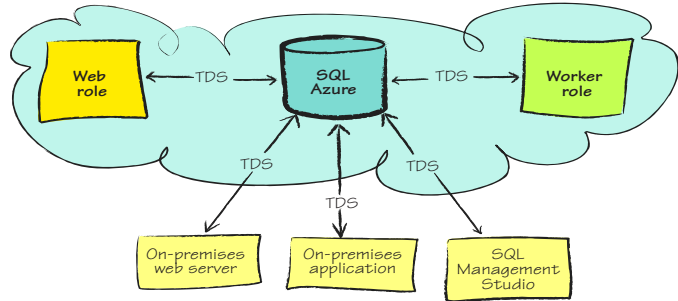 Web
role
TDS
SQL
Azure
TDS
Worker
role
TDS
TDS
TDS
On-premises
web server
On-premises
application
SQL
Management
Studio